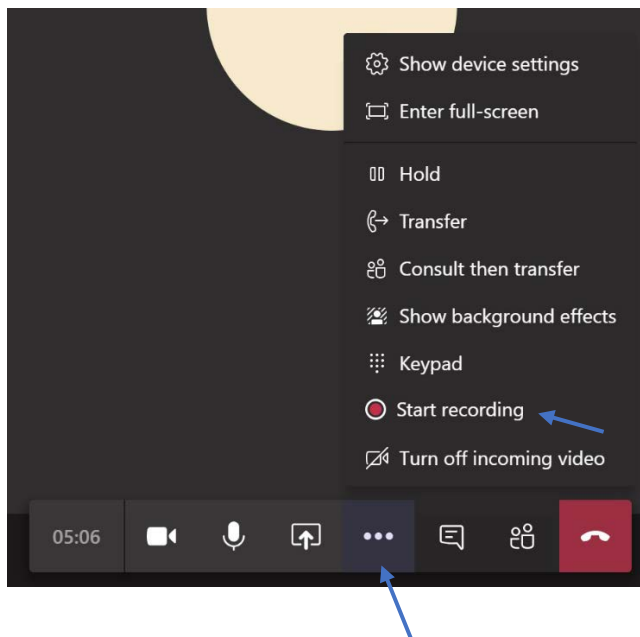 Show device settings
Enter full-screen
Hold
Transfer
Consult then transfer
Show background effects
Keypad
Start recording
Turn off incoming video
05:06